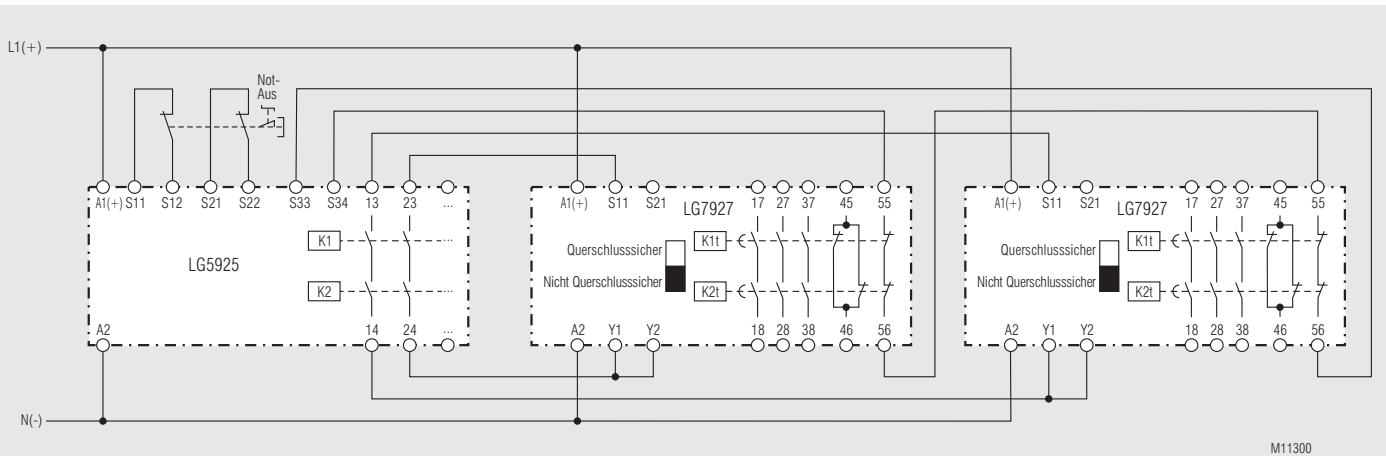 L1(+)
Not-
Aus
A1(+) S11 S12 S21 S22 S33 S34 13 23 ...
A1(+) S11 S21 17 27 37 45 55
A1(+) S11 S21 17 27 37 45 55
LG5925
K1 ...
K2 ...
LG7927
Querschlusssicher
Nicht Querschlusssicher
K1t
K2t
LG7927
Querschlusssicher
Nicht Querschlusssicher
K1t
K2t
A2 14 24 ...
A2 Y1 Y2 18 28 38 46 56
A2 Y1 Y2 18 28 38 46 56
N(-)
M11300